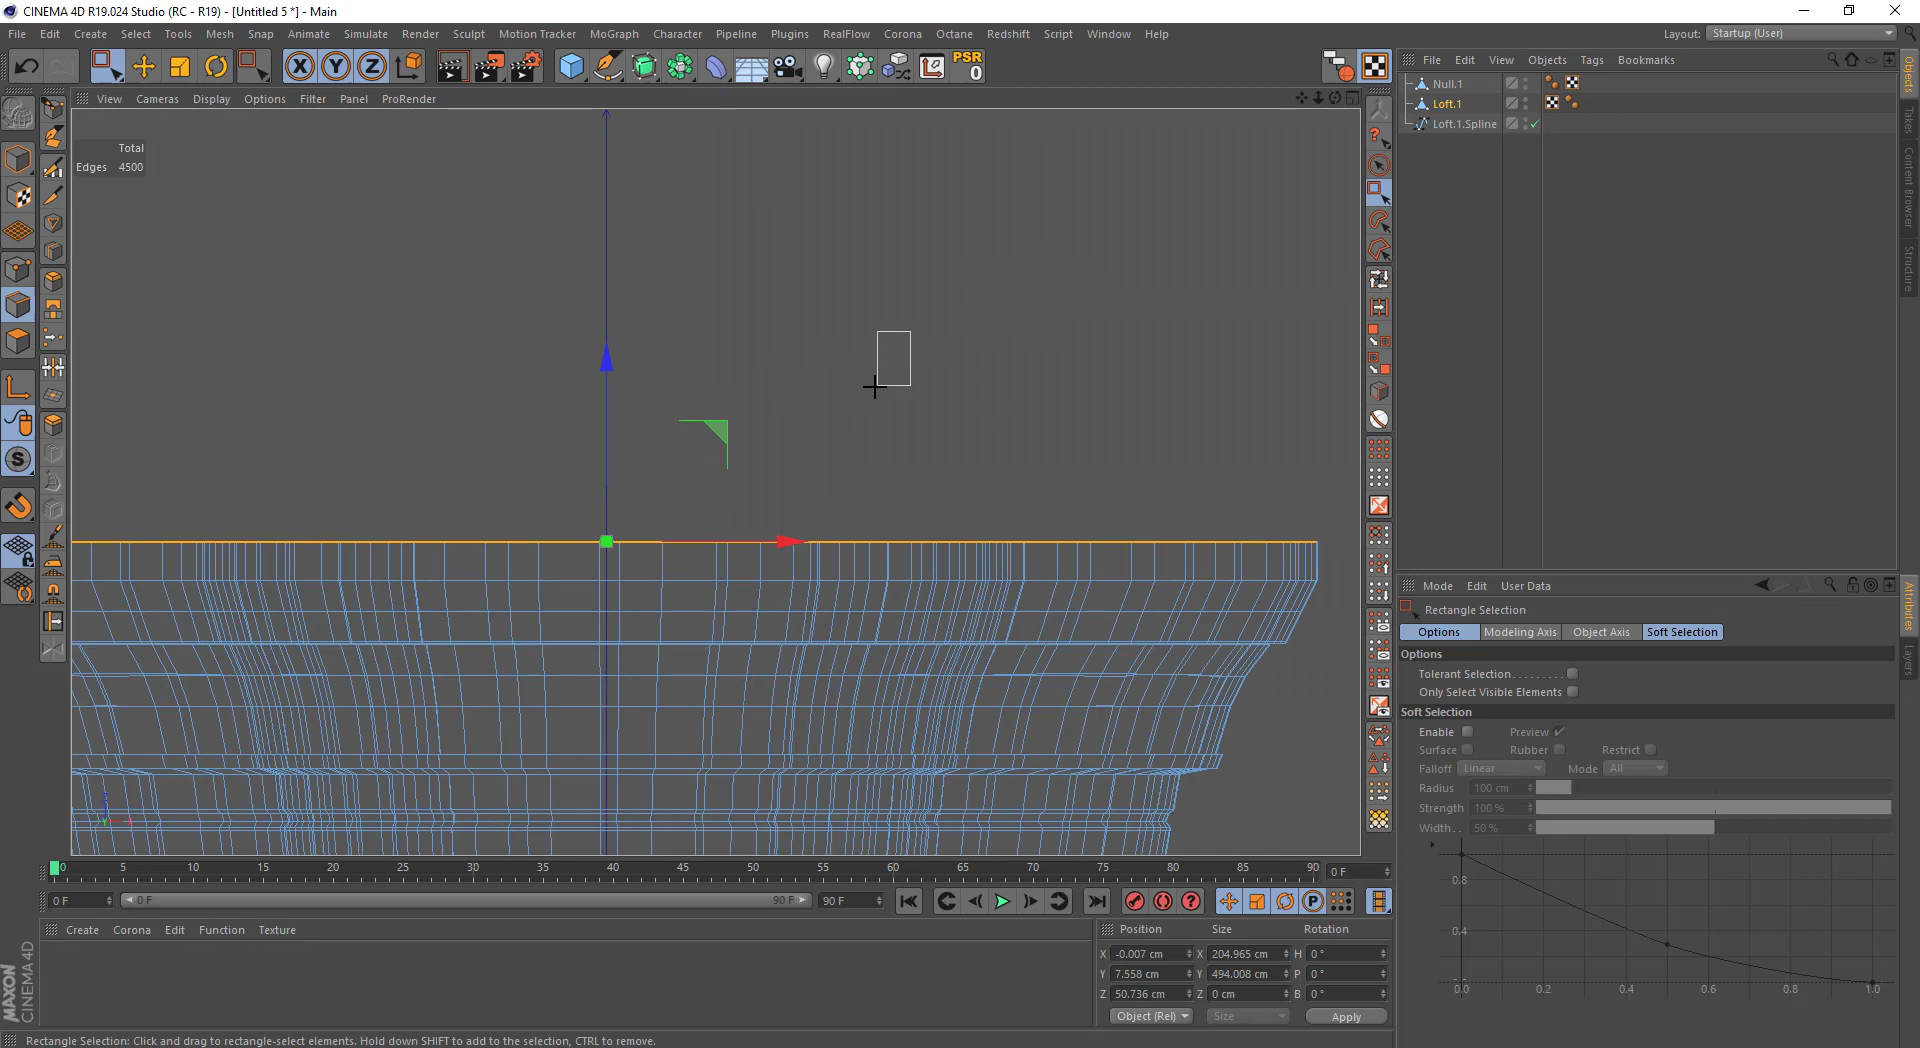 CINEMA 4D R19.024 Studio (RC - R19) - [Untitled 5 *] - Main
File Edit Create Select Tools Mesh Snap Animate Simulate Render Sculpt Motion Tracker MoGraph Character Pipeline Plugins RealFlow Corona Octane Redshift Script Window Help
Layout: Startup (User)
X Y Z PSR 0
File Edit View Objects Tags Bookmarks
View Cameras Display Options Filter Panel ProRender
Null.1
Loft.1
Loft.1.Spline
Total
Edges 4500
Objects
Takes
Content Browser
Structure
Mode Edit User Data
Rectangle Selection
Options Modeling Axis Object Axis Soft Selection
Options
Tolerant Selection
Only Select Visible Elements
Soft Selection
Enable Preview
Surface Rubber Restrict
Falloff Linear Mode All
Radius 100 cm
Strength 100 %
Width. . 50 %
0.8
0.4
0.0 0.2 0.4 0.6 0.8 1.0
Attributes
Layers
0 5 10 15 20 25 30 35 40 45 50 55 60 65 70 75 80 85 90 0 F
0 F 0 F 90 F 90 F
Create Corona Edit Function Texture
Position Size Rotation
X -0.007 cm X 204.965 cm H 0 °
Y 7.558 cm Y 494.008 cm P 0 °
Z 50.736 cm Z 0 cm B 0 °
Object (Rel) Size Apply
MAXON CINEMA 4D
Rectangle Selection: Click and drag to rectangle-select elements. Hold down SHIFT to add to the selection, CTRL to remove.